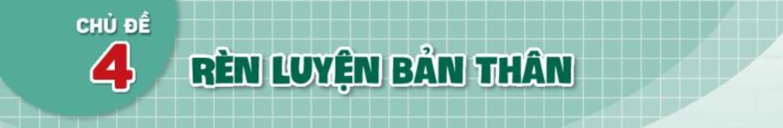 CHỦ ĐỀ
4
RÈN LUYỆN BẢN THÂN